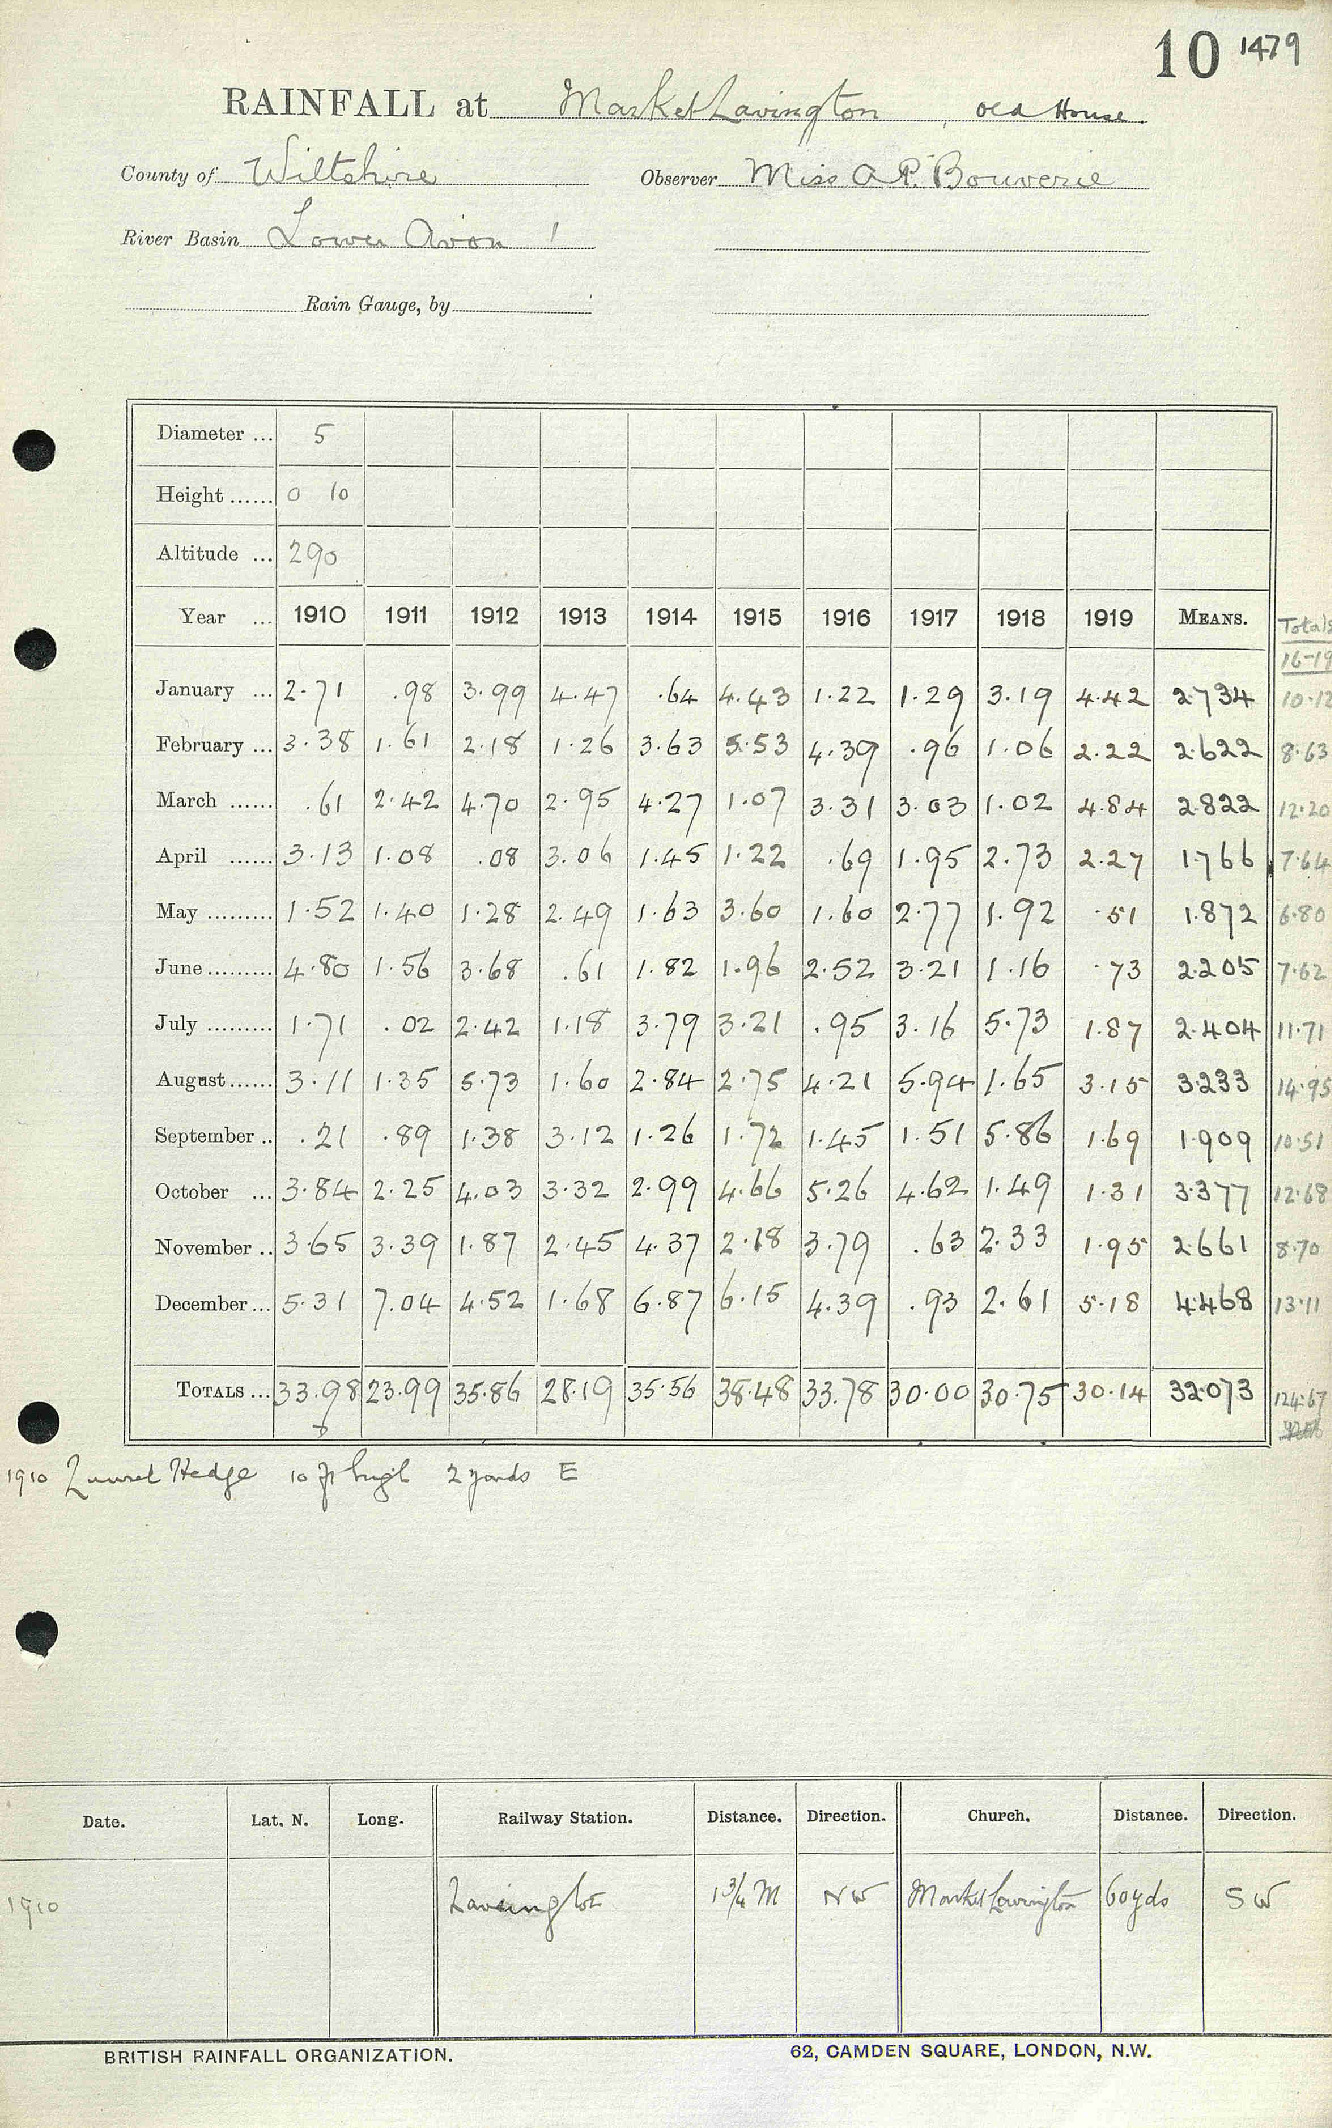 10 1479
RAINFALL at Market Lavington, Old House.
County of Wiltshire Observer Miss A P. Bouverie
River Basin Lower Avon 1
Rain Gauge, by
Diameter ... 5
Height ...... 0 10
Altitude ... 290
Year ... 1910 1911 1912 1913 1914 1915 1916 1917 1918 1919 MEANS. Totals
16-19
January ... 2.71 .98 3.99 4.47 .64 4.43 1.22 1.29 3.19 4.42 2.734 10.12
February ... 3.38 1.61 2.18 1.26 3.63 5.53 4.39 .96 1.06 2.22 2.622 8.63
March ...... .61 2.42 4.70 2.95 4.27 1.07 3.31 3.03 1.02 4.84 2.822 12.20
April ...... 3.13 1.08 .08 3.06 1.45 1.22 .69 1.95 2.73 2.27 1766 7.64
May ......... 1.52 1.40 1.28 2.49 1.63 3.60 1.60 2.77 1.92 .51 1.872 6.80
June ......... 4.80 1.56 3.68 .61 1.82 1.96 2.52 3.21 1.16 .73 2.205 7.62
July ......... 1.71 .02 2.42 1.18 3.79 3.21 .95 3.16 5.73 1.87 2.404 11.71
August ...... 3.11 1.35 5.73 1.60 2.84 2.75 4.21 5.94 1.65 3.15 3.233 14.95
September .. .21 .89 1.38 3.12 1.26 1.72 1.45 1.51 5.86 1.69 1.909 10.51
October ... 3.84 2.25 4.03 3.32 2.99 4.66 5.26 4.62 1.49 1.31 3.377 12.68
November .. 3.65 3.39 1.87 2.45 4.37 2.18 3.79 .63 2.33 1.95 2.661 8.70
December ... 5.31 7.04 4.52 1.68 6.87 6.15 4.39 .93 2.61 5.18 4.468 13.11
TOTALS ... 33.98 23.99 35.86 28.19 35.56 38.48 33.78 30.00 30.75 30.14 32.073 124.67
1910 Laurel Hedge 10 ft high 2 yards E
Date. Lat. N. Long. Railway Station. Distance. Direction. Church. Distance. Direction.
1910 Lavington 1 3/4 M NW Market Lavington 60 yds SW
BRITISH RAINFALL ORGANIZATION. 62, CAMDEN SQUARE, LONDON, N.W.